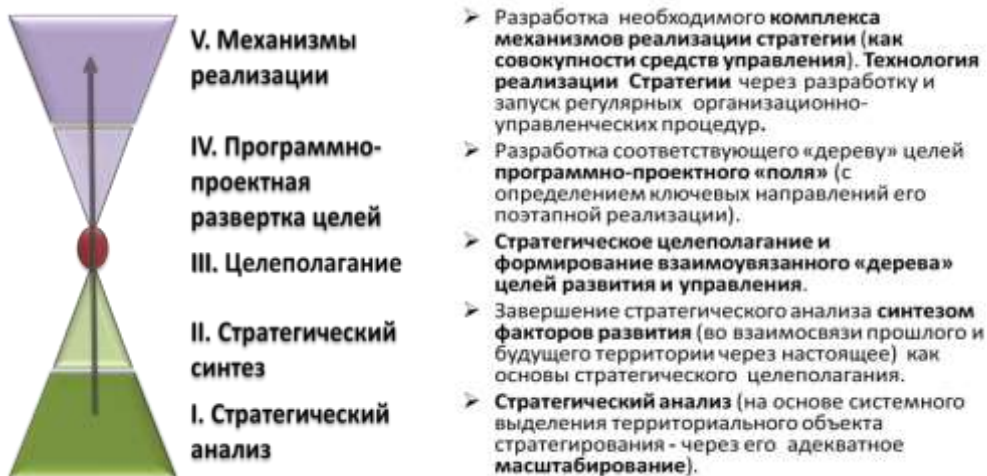 V. Механизмы
реализации
IV. Программно-
проектная
развертка целей
III. Целеполагание
II. Стратегический
синтез
I. Стратегический
анализ
➢ Разработка необходимого комплекса
механизмов реализации стратегии (как
совокупности средств управления). Технология
реализации Стратегии через разработку и
запуск регулярных организационно-
управленческих процедур.
➢ Разработка соответствующего «дереву» целей
программно-проектного «поля» (с
определением ключевых направлений его
поэтапной реализации).
➢ Стратегическое целеполагание и
формирование взаимоувязанного «дерева»
целей развития и управления.
➢ Завершение стратегического анализа синтезом
факторов развития (во взаимосвязи прошлого и
будущего территории через настоящее) как
основы стратегического целеполагания.
➢ Стратегический анализ (на основе системного
выделения территориального объекта
стратегирования - через его адекватное
масштабирование).